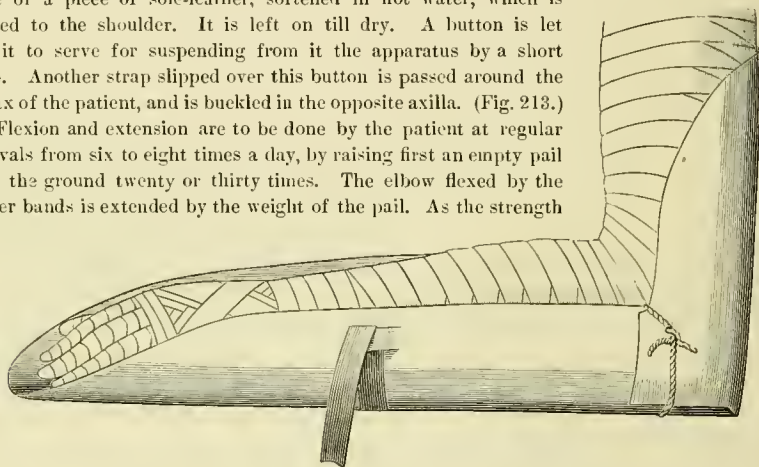 of a piece of sole-leather, softened in hot water, which is
ed to the shoulder. It is left on till dry. A button is let
it to serve for suspending from it the apparatus by a short
. Another strap slipped over this button is passed around the
x of the patient, and is buckled in the opposite axilla. (Fig. 213.)
Flexion and extension are to be done by the patient at regular
vals from six to eight times a day, by raising first an empty pail
the ground twenty or thirty times. The elbow flexed by the
er bands is extended by the weight of the pail. As the strength